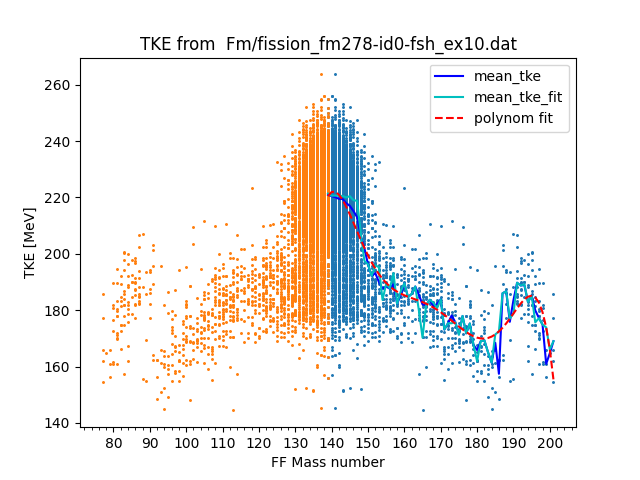 TKE from  Fm/fission_fm278-id0-fsh_ex10.dat
mean_tke
mean_tke_fit
polynom fit
TKE [MeV]
260
240
220
200
180
160
140
80 90 100 110 120 130 140 150 160 170 180 190 200
FF Mass number